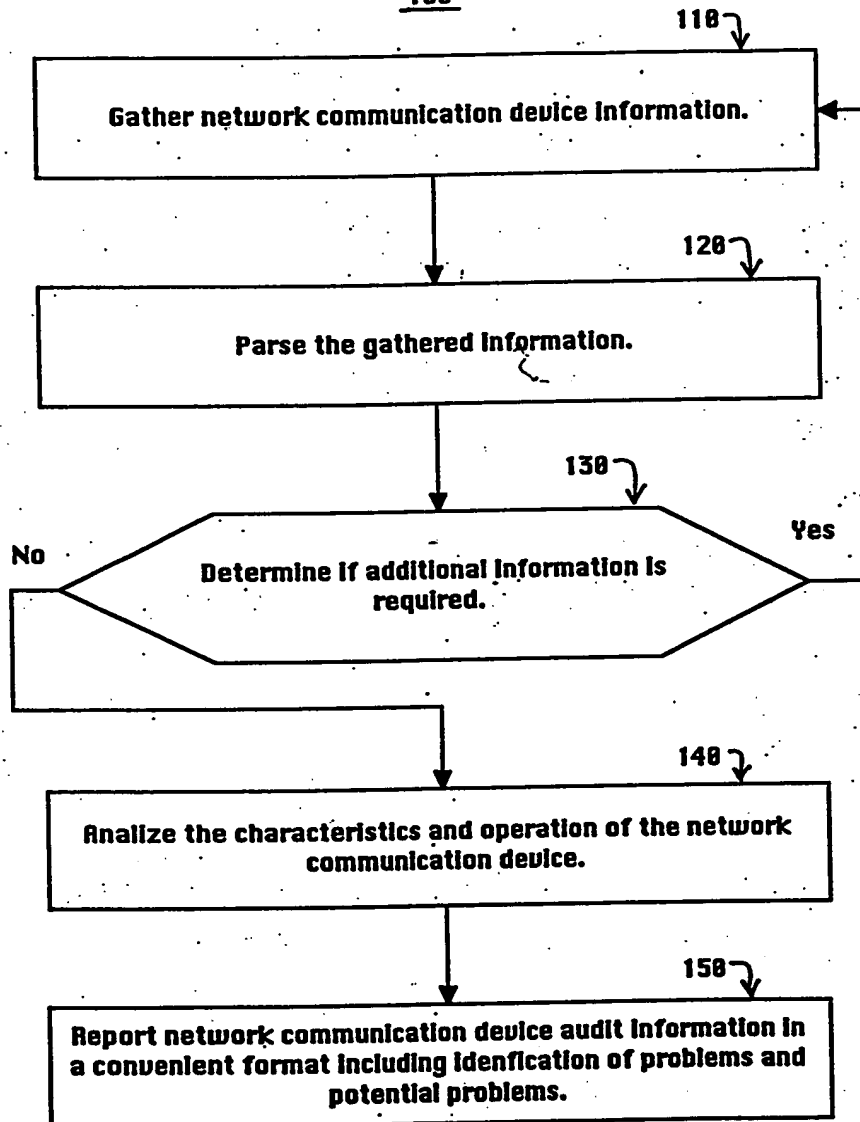 110
Gather network communication device information.
120
Parse the gathered information.
130
No
Yes
Determine if additional information is
required.
140
Analize the characteristics and operation of the network
communication device.
150
Report network communication device audit information in
a convenient format including idenfication of problems and
potential problems.